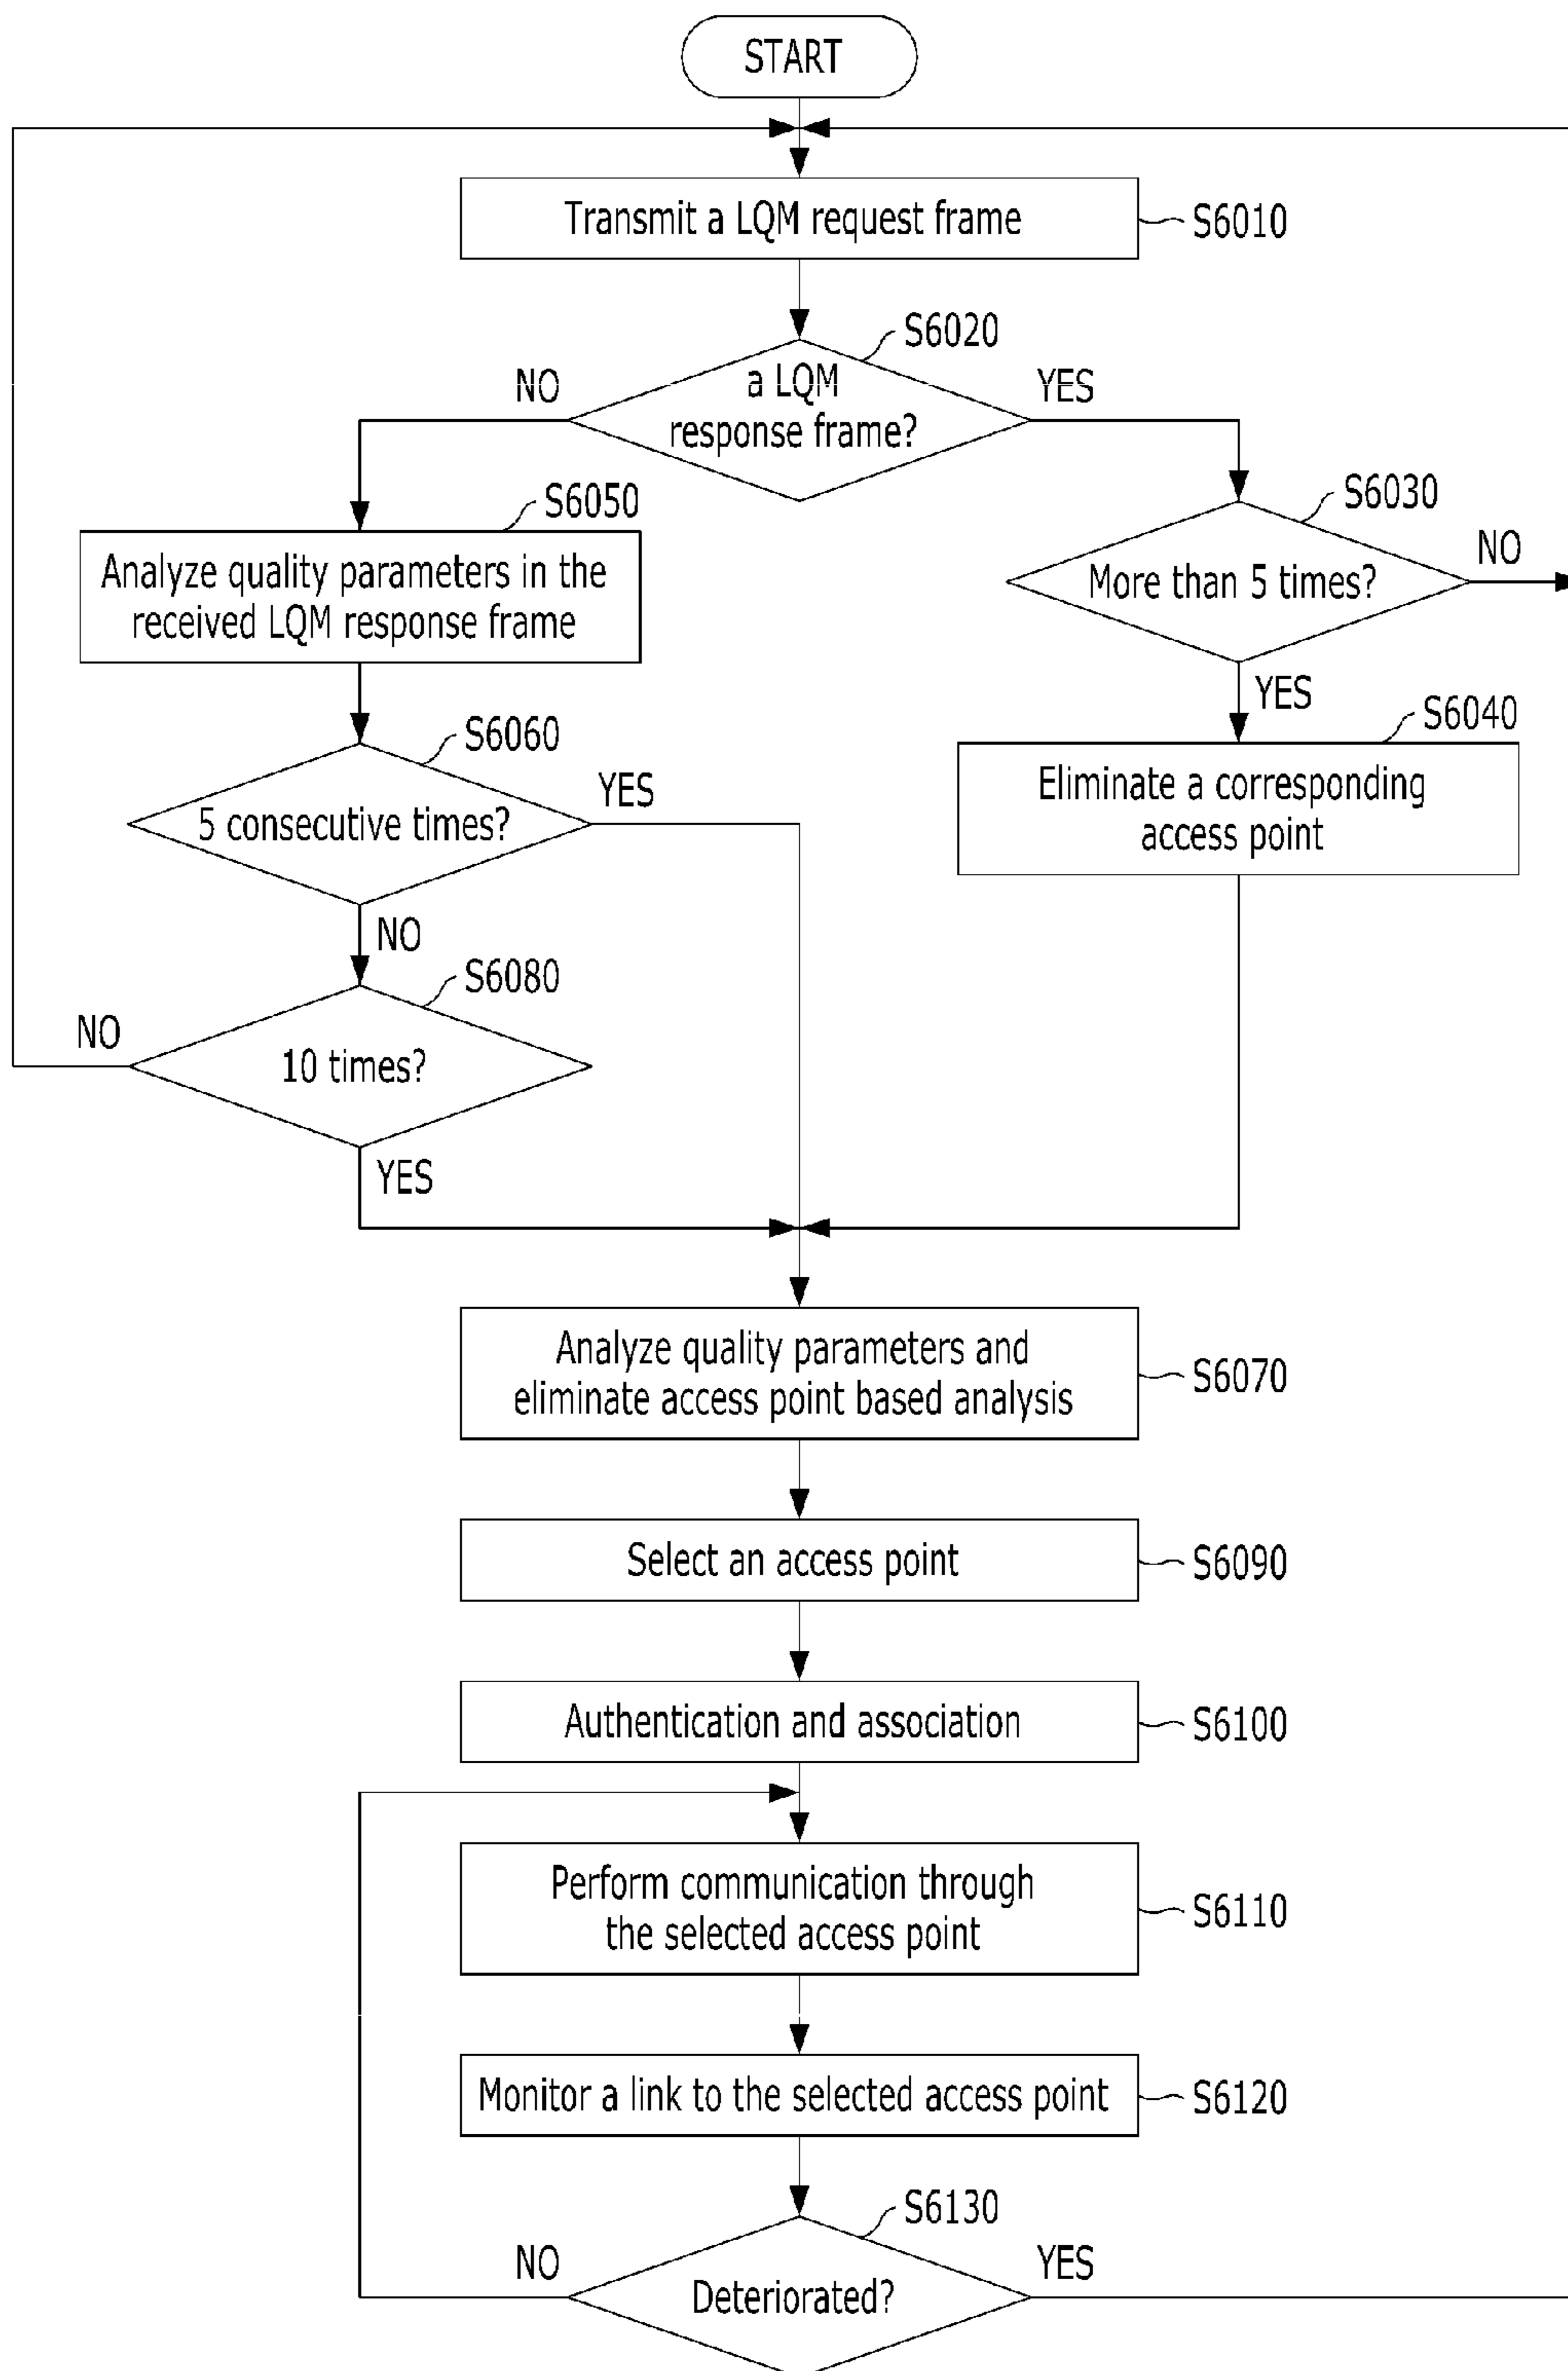 START
Transmit a LQM request frame
S6010
S6020
a LQM
response frame?
NO
YES
S6050
Analyze quality parameters in the
received LQM response frame
S6030
More than 5 times?
NO
YES
S6060
5 consecutive times?
YES
NO
S6040
Eliminate a corresponding
access point
S6080
10 times?
NO
YES
Analyze quality parameters and
eliminate access point based analysis
S6070
Select an access point
S6090
Authentication and association
S6100
Perform communication through
the selected access point
S6110
Monitor a link to the selected access point
S6120
S6130
Deteriorated?
NO
YES